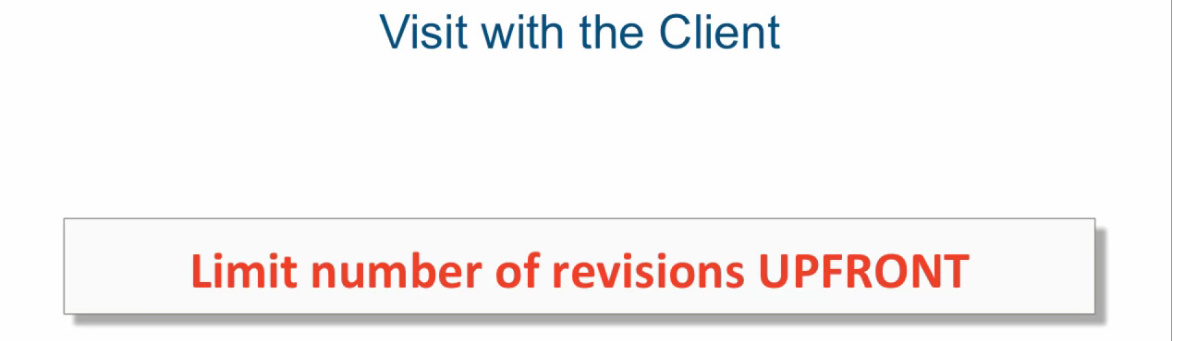 Visit with the Client
Limit number of revisions UPFRONT